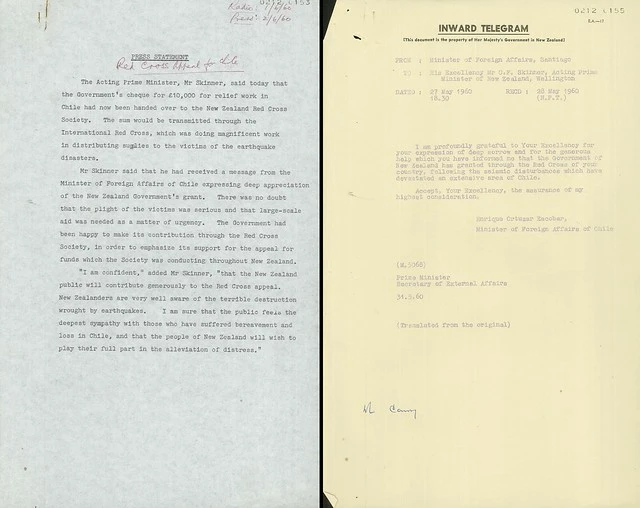 0212 L153
Radio: 1/6/60
Press: 2/6/60
PRESS STATEMENT
Red Cross Appeal for Chile
The Acting Prime Minister, Mr Skinner, said today that
the Government's cheque for £10,000 for relief work in
Chile had now been handed over to the New Zealand Red Cross
Society. The sum would be transmitted through the
International Red Cross, which was doing magnificent work
in distributing supplies to the victims of the earthquake
disasters.
Mr Skinner said that he had received a message from the
Minister of Foreign Affairs of Chile expressing deep appreciation
of the New Zealand Government's grant. There was no doubt
that the plight of the victims was serious and that large-scale
aid was needed as a matter of urgency. The Government had
been happy to make its contribution through the Red Cross
Society, in order to emphasize its support for the appeal for
funds which the Society was conducting throughout New Zealand.
"I am confident," added Mr Skinner, "that the New Zealand
public will contribute generously to the Red Cross appeal.
New Zealanders are very well aware of the terrible destruction
wrought by earthquakes. I am sure that the public feels the
deepest sympathy with those who have suffered bereavement and
loss in Chile, and that the people of New Zealand will wish to
play their full part in the alleviation of distress."
0212 L155
INWARD TELEGRAM
(This document is the property of Her Majesty's Government in New Zealand)
FROM : Minister of Foreign Affairs, Santiago
TO : His Excellency Mr C.F. Skinner, Acting Prime
Minister of New Zealand, Wellington
DATED : 27 May 1960 RECD : 28 May 1960
18.30
I am profoundly grateful to Your Excellency for
your expression of deep sorrow and for the generous
help which you have informed me that the Government of
New Zealand has granted through the Red Cross of your
country, following the seismic disturbances which have
devastated an extensive area of Chile.
Accept, Your Excellency, the assurance of my
highest consideration.
Enrique Ortuzar Escobar,
Minister of Foreign Affairs of Chile
(M.5068)
Prime Minister
Secretary of External Affairs
31.5.60
(Translated from the original)